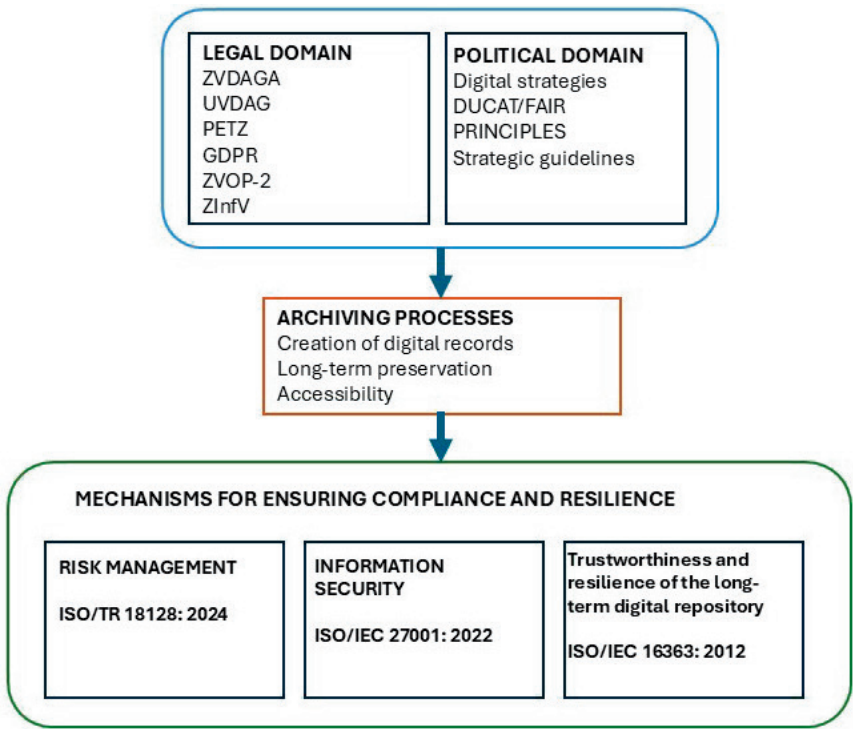 LEGAL DOMAIN
ZVDAGA
UVDAG
PETZ
GDPR
ZVOP-2
ZInfV
POLITICAL DOMAIN
Digital strategies
DUCAT/FAIR
PRINCIPLES
Strategic guidelines
ARCHIVING PROCESSES
Creation of digital records
Long-term preservation
Accessibility
MECHANISMS FOR ENSURING COMPLIANCE AND RESILIENCE
RISK MANAGEMENT
ISO/TR 18128: 2024
INFORMATION
SECURITY
ISO/IEC 27001: 2022
Trustworthiness and
resilience of the long-
term digital repository
ISO/IEC 16363: 2012